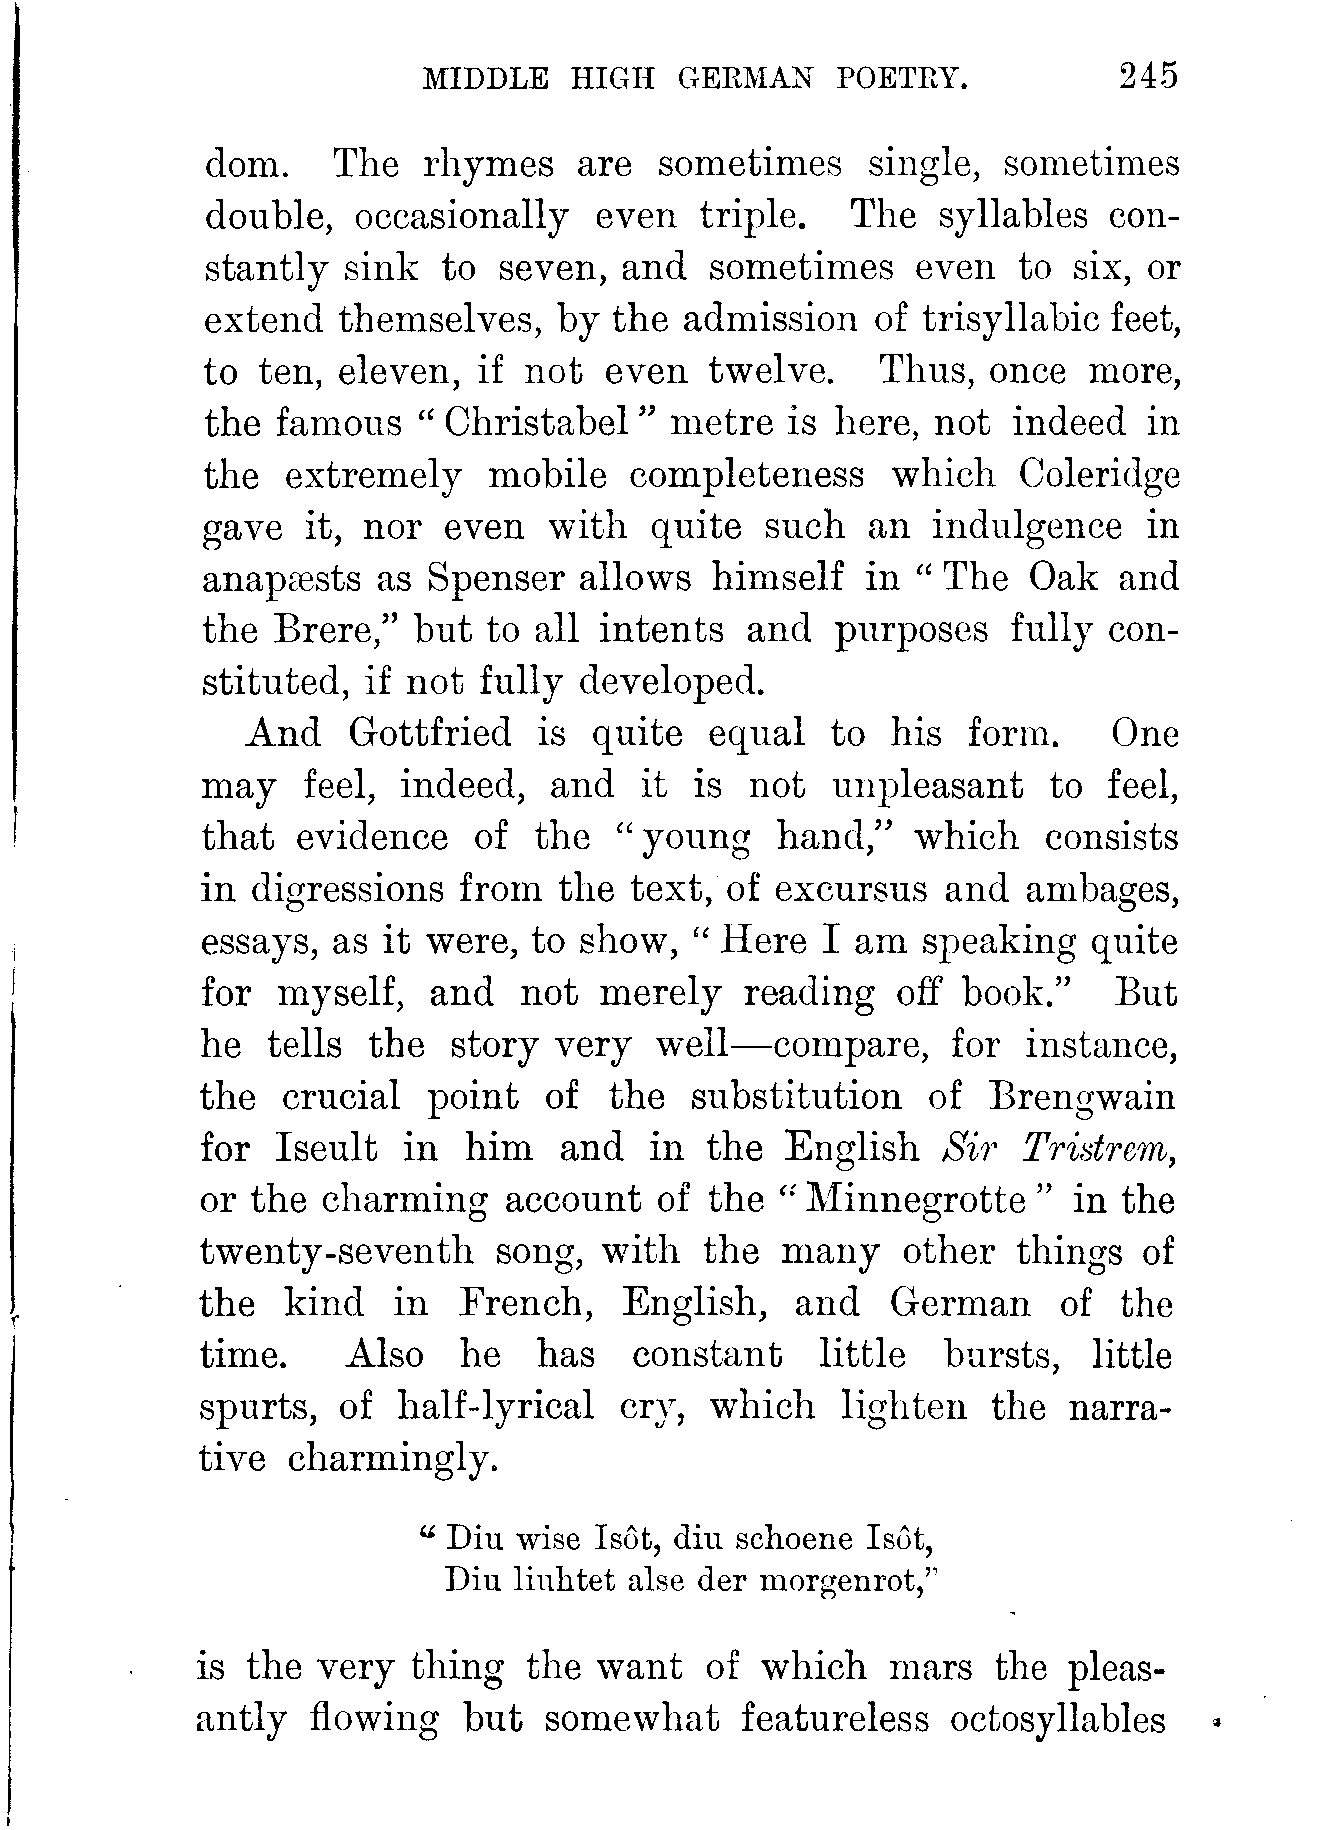 MIDDLE HIGH GERMAN POETRY. 245
dom. The rhymes are sometimes single, sometimes
double, occasionally even triple. The syllables con-
stantly sink to seven, and sometimes even to six, or
extend themselves, by the admission of trisyllabic feet,
to ten, eleven, if not even twelve. Thus, once more,
the famous “Christabel” metre is here, not indeed in
the extremely mobile completeness which Coleridge
gave it, nor even with quite such an indulgence in
anapæsts as Spenser allows himself in “The Oak and
the Brere,” but to all intents and purposes fully con-
stituted, if not fully developed.
And Gottfried is quite equal to his form. One
may feel, indeed, and it is not unpleasant to feel,
that evidence of the “young hand,” which consists
in digressions from the text, of excursus and ambages,
essays, as it were, to show, “Here I am speaking quite
for myself, and not merely reading off book.” But
he tells the story very well—compare, for instance,
the crucial point of the substitution of Brengwain
for Iseult in him and in the English Sir Tristrem,
or the charming account of the “Minnegrotte” in the
twenty-seventh song, with the many other things of
the kind in French, English, and German of the
time. Also he has constant little bursts, little
spurts, of half-lyrical cry, which lighten the narra-
tive charmingly.
“Diu wise Isôt, diu schoene Isôt,
Diu liuhtet alse der morgenrot,”
is the very thing the want of which mars the pleas-
antly flowing but somewhat featureless octosyllables